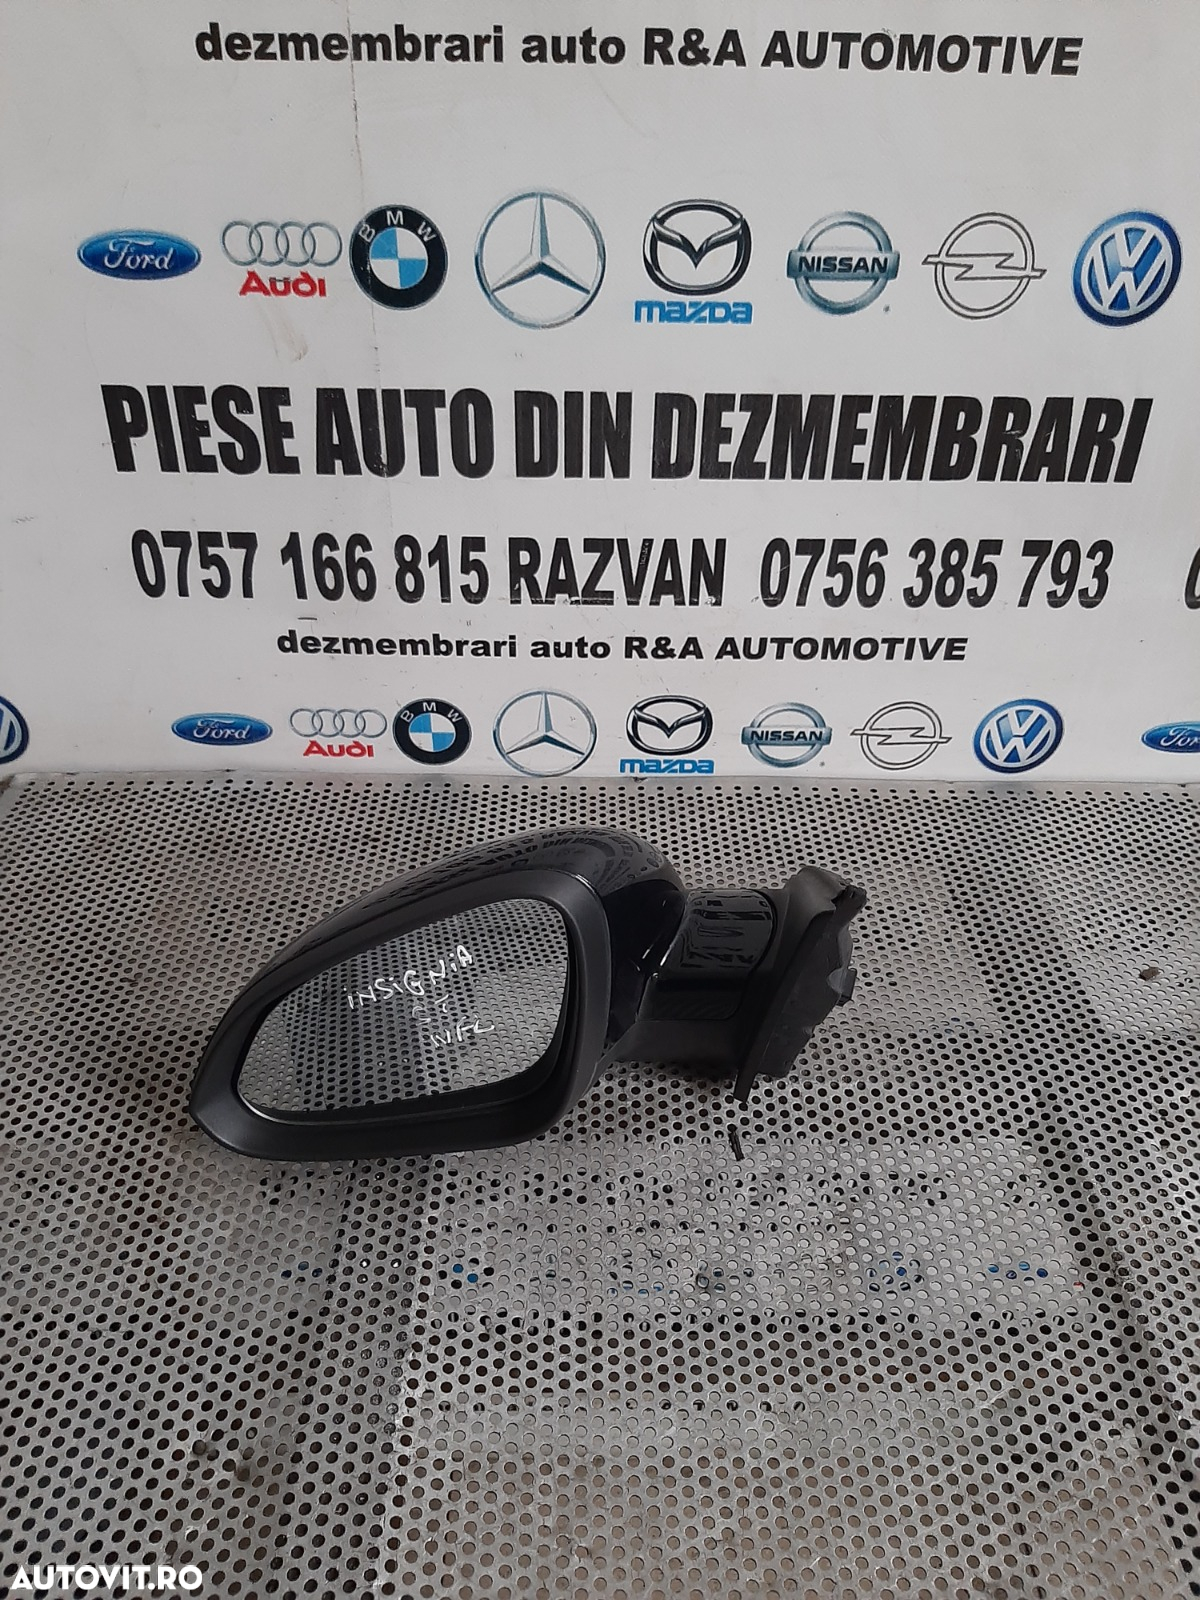 dezmembrari auto R&A AUTOMOTIVE
Ford Audi BMW mazda NISSAN
PIESE AUTO DIN DEZMEMBRARI
0757 166 815 RAZVAN 0756 385 793
dezmembrari auto R&A AUTOMOTIVE
Ford Audi BMW mazda NISSAN Ford
iNSiGNiA
AUTOVIT.RO